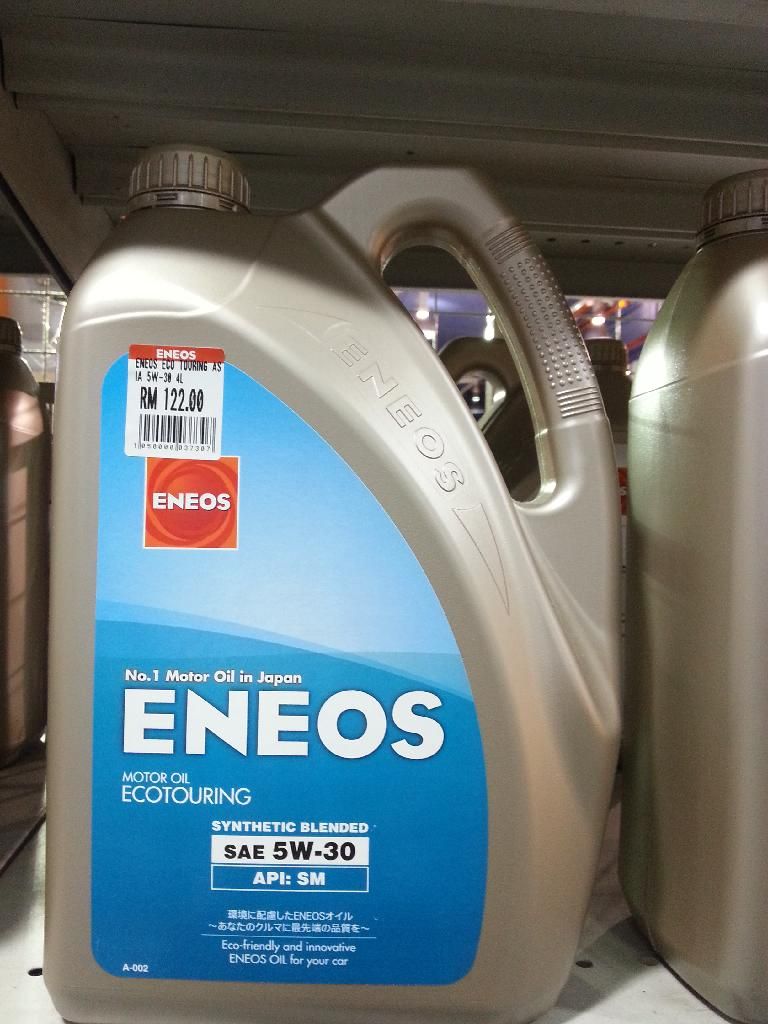 ENEOS
ENEOS ECO TOURING AS
IA 5W-30 4L
RM 122.00
1050000037307
ENEOS
ENEOS
No.1 Motor Oil in Japan
ENEOS
MOTOR OIL
ECOTOURING
SYNTHETIC BLENDED
SAE 5W-30
API: SM
環境に配慮したENEOSオイル
～あなたのクルマに最先端の品質を～
Eco-friendly and innovative
ENEOS OIL for your car
A-002